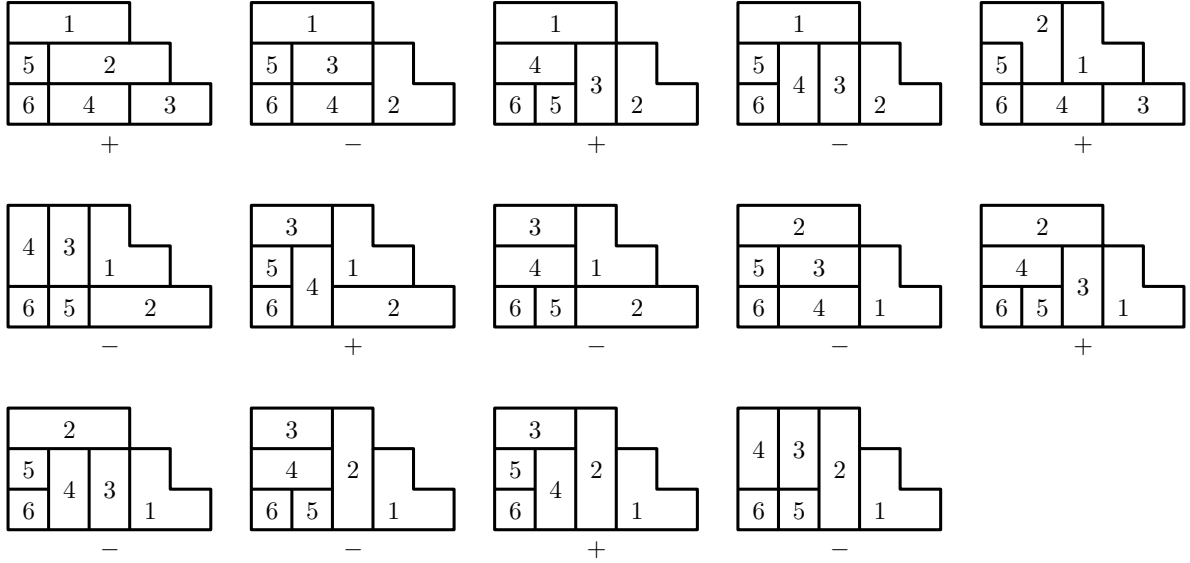 1 1 1 1 2
5 2 5 3 4 3 5 4 3 5 1
6 4 3 6 4 2 6 5 2 6 2 6 4 3
+ − + − +
4 3 3 3 2 2
1 5 4 1 4 1 5 3 4 3
6 5 2 6 2 6 5 2 6 4 1 6 5 1
− + − − +
2 3 3 4 3
5 4 3 4 2 5 4 2 2
6 1 6 5 1 6 1 6 5 1
− − + −